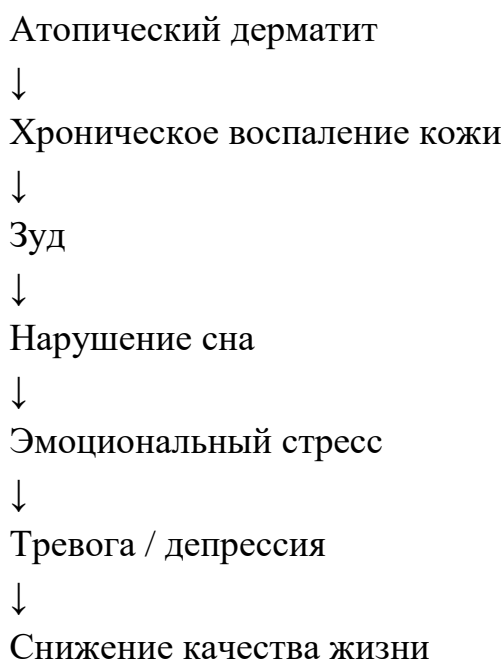 Атопический дерматит
↓
Хроническое воспаление кожи
↓
Зуд
↓
Нарушение сна
↓
Эмоциональный стресс
↓
Тревога / депрессия
↓
Снижение качества жизни